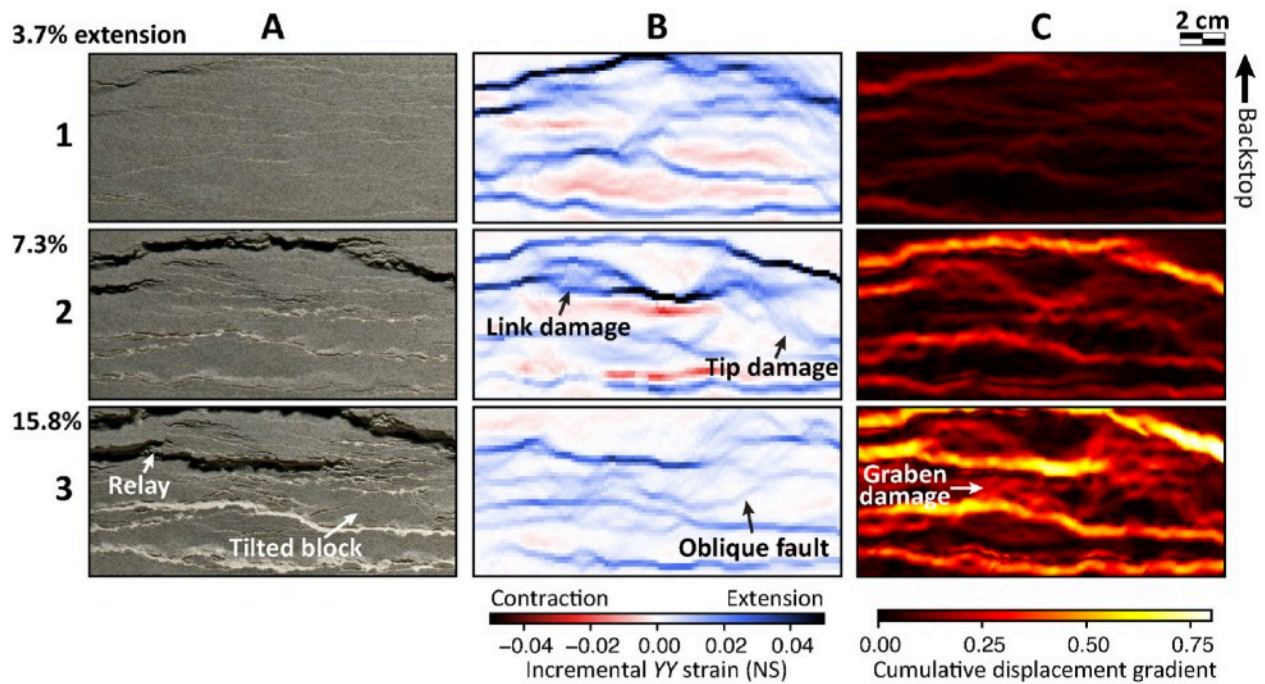 3.7% extension
A
B
C
2 cm
Backstop
1
7.3%
2
Link damage
Tip damage
15.8%
3
Relay
Tilted block
Oblique fault
Graben
damage
Contraction
Extension
−0.04 −0.02 0.00 0.02 0.04
Incremental YY strain (NS)
0.00 0.25 0.50 0.75
Cumulative displacement gradient